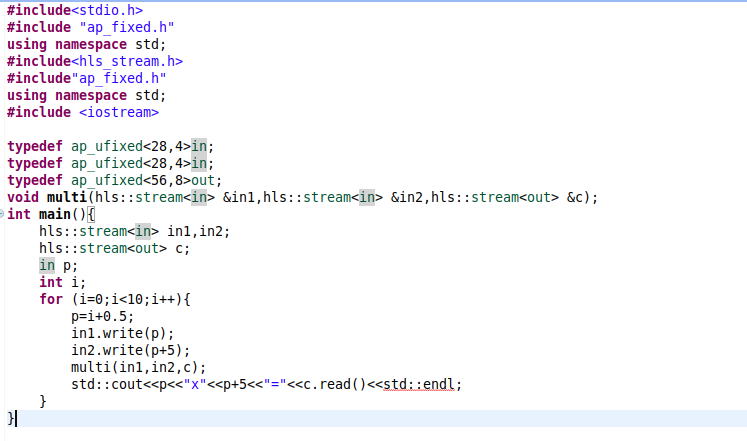 #include<stdio.h>
#include "ap_fixed.h"
using namespace std;
#include<hls_stream.h>
#include"ap_fixed.h"
using namespace std;
#include <iostream>

typedef ap_ufixed<28,4>in;
typedef ap_ufixed<28,4>in;
typedef ap_ufixed<56,8>out;
void multi(hls::stream<in> &in1,hls::stream<in> &in2,hls::stream<out> &c);
int main(){
    hls::stream<in> in1,in2;
    hls::stream<out> c;
    in p;
    int i;
    for (i=0;i<10;i++){
        p=i+0.5;
        in1.write(p);
        in2.write(p+5);
        multi(in1,in2,c);
        std::cout<<p<<"x"<<p+5<<"="<<c.read()<<std::endl;
    }
}